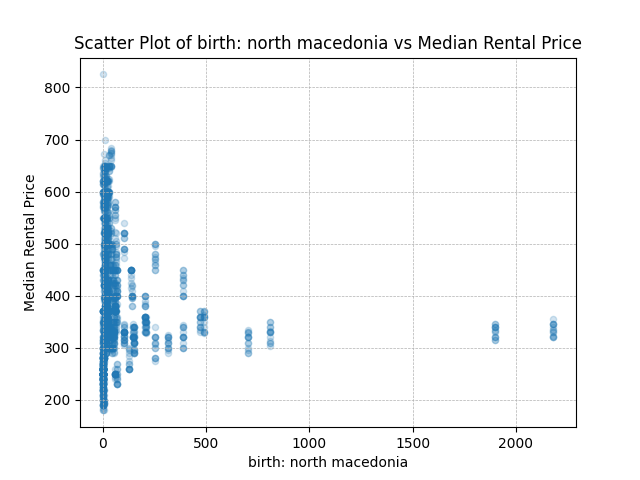 Scatter Plot of birth: north macedonia vs Median Rental Price
800
700
600
500
400
300
200
Median Rental Price
0 500 1000 1500 2000
birth: north macedonia